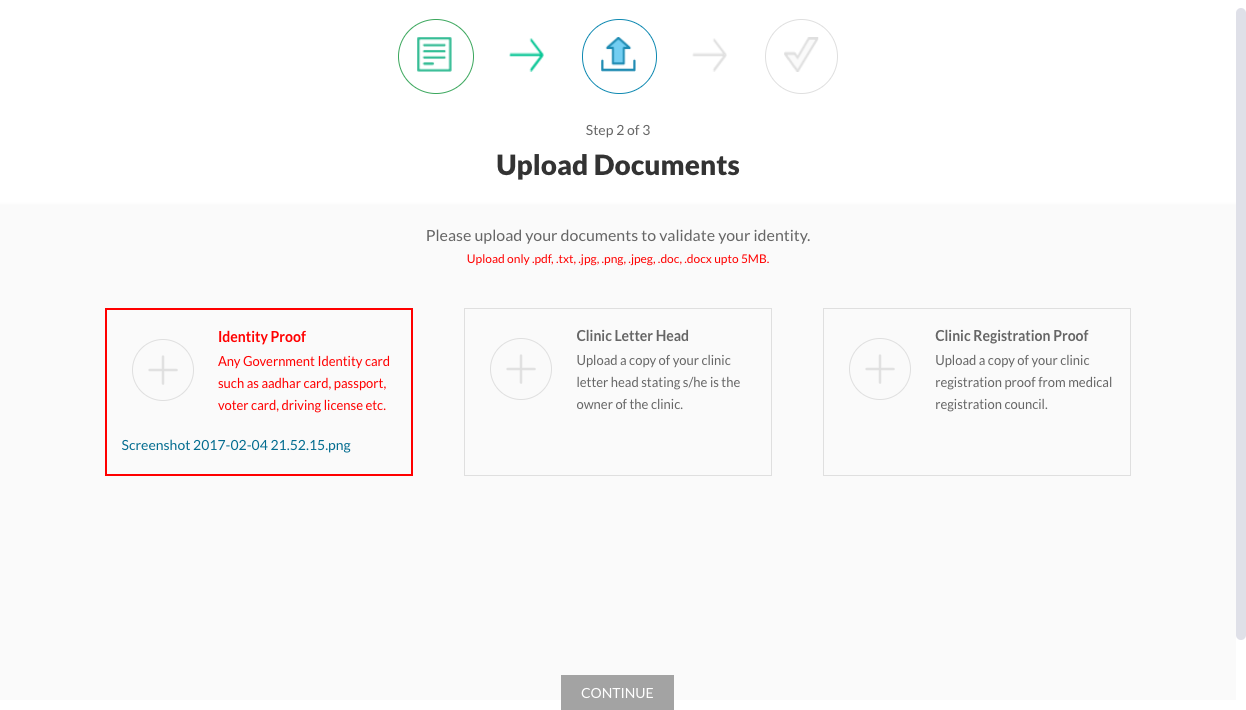 Step 2 of 3
Upload Documents
Please upload your documents to validate your identity.
Upload only .pdf, .txt, .jpg, .png, .jpeg, .doc, .docx upto 5MB.
Identity Proof
Any Government Identity card
such as aadhar card, passport,
voter card, driving license etc.
Screenshot 2017-02-04 21.52.15.png
Clinic Letter Head
Upload a copy of your clinic
letter head stating s/he is the
owner of the clinic.
Clinic Registration Proof
Upload a copy of your clinic
registration proof from medical
registration council.
CONTINUE